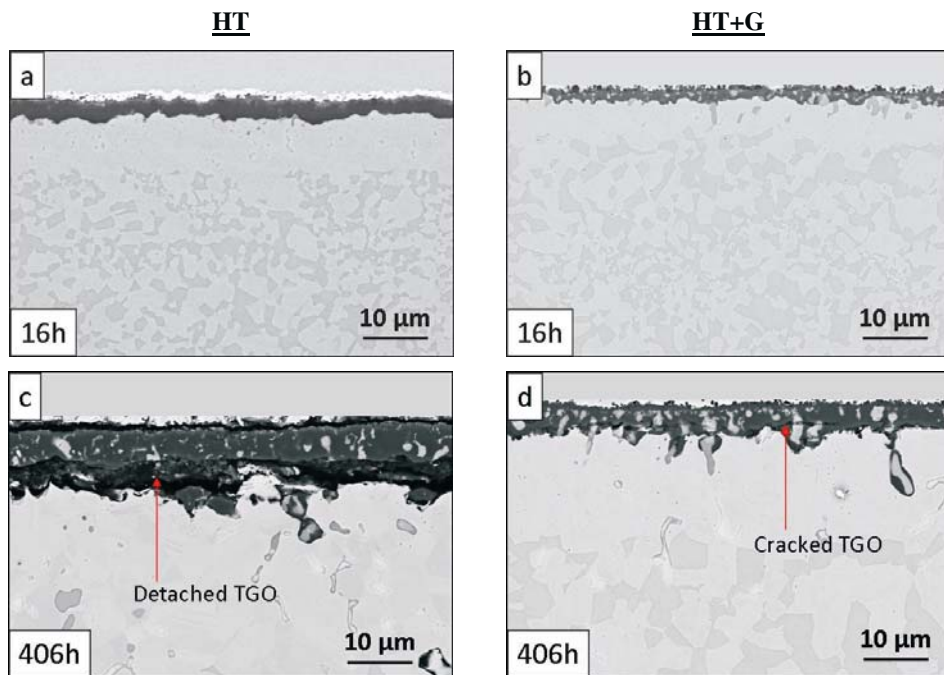 HT
HT+G
a
b
16h
10 µm
16h
10 µm
c
d
Detached TGO
Cracked TGO
406h
10 µm
406h
10 µm